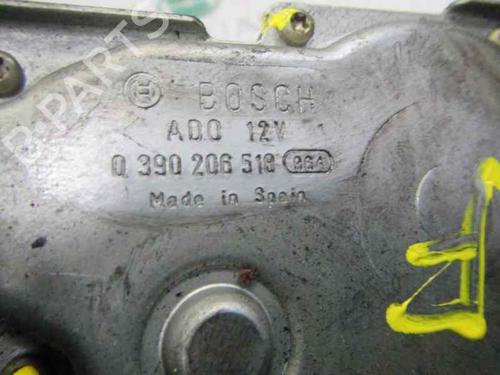 B-PARTS
BOSCH
ADO 12V
0 390 206 518
Made in Spain